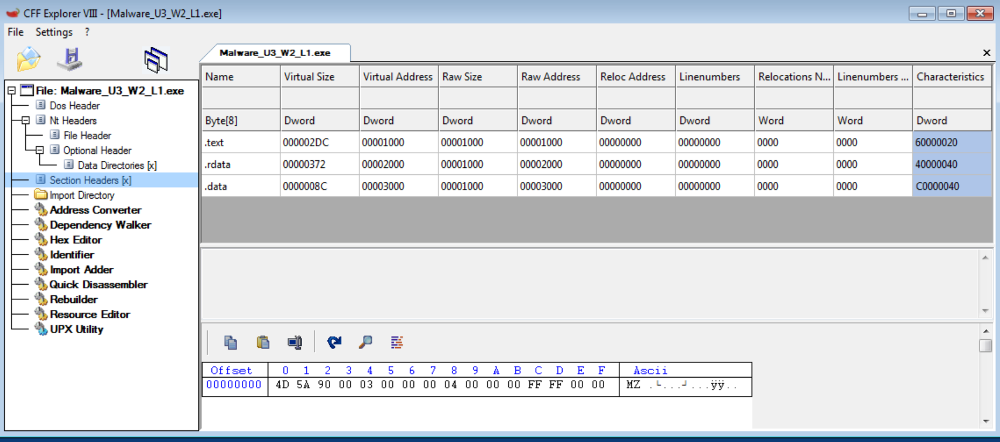 CFF Explorer VIII - [Malware_U3_W2_L1.exe]
File Settings ?
Malware_U3_W2_L1.exe
File: Malware_U3_W2_L1.exe
Dos Header
Nt Headers
File Header
Optional Header
Data Directories [x]
Section Headers [x]
Import Directory
Address Converter
Dependency Walker
Hex Editor
Identifier
Import Adder
Quick Disassembler
Rebuilder
Resource Editor
UPX Utility
Name Virtual Size Virtual Address Raw Size Raw Address Reloc Address Linenumbers Relocations N... Linenumbers ... Characteristics
Byte[8] Dword Dword Dword Dword Dword Dword Word Word Dword
.text 000002DC 00001000 00001000 00001000 00000000 00000000 0000 0000 60000020
.rdata 00000372 00002000 00001000 00002000 00000000 00000000 0000 0000 40000040
.data 0000008C 00003000 00001000 00003000 00000000 00000000 0000 0000 C0000040
Offset 0 1 2 3 4 5 6 7 8 9 A B C D E F Ascii
00000000 4D 5A 90 00 03 00 00 00 04 00 00 00 FF FF 00 00 MZ .└...┘...ÿÿ..